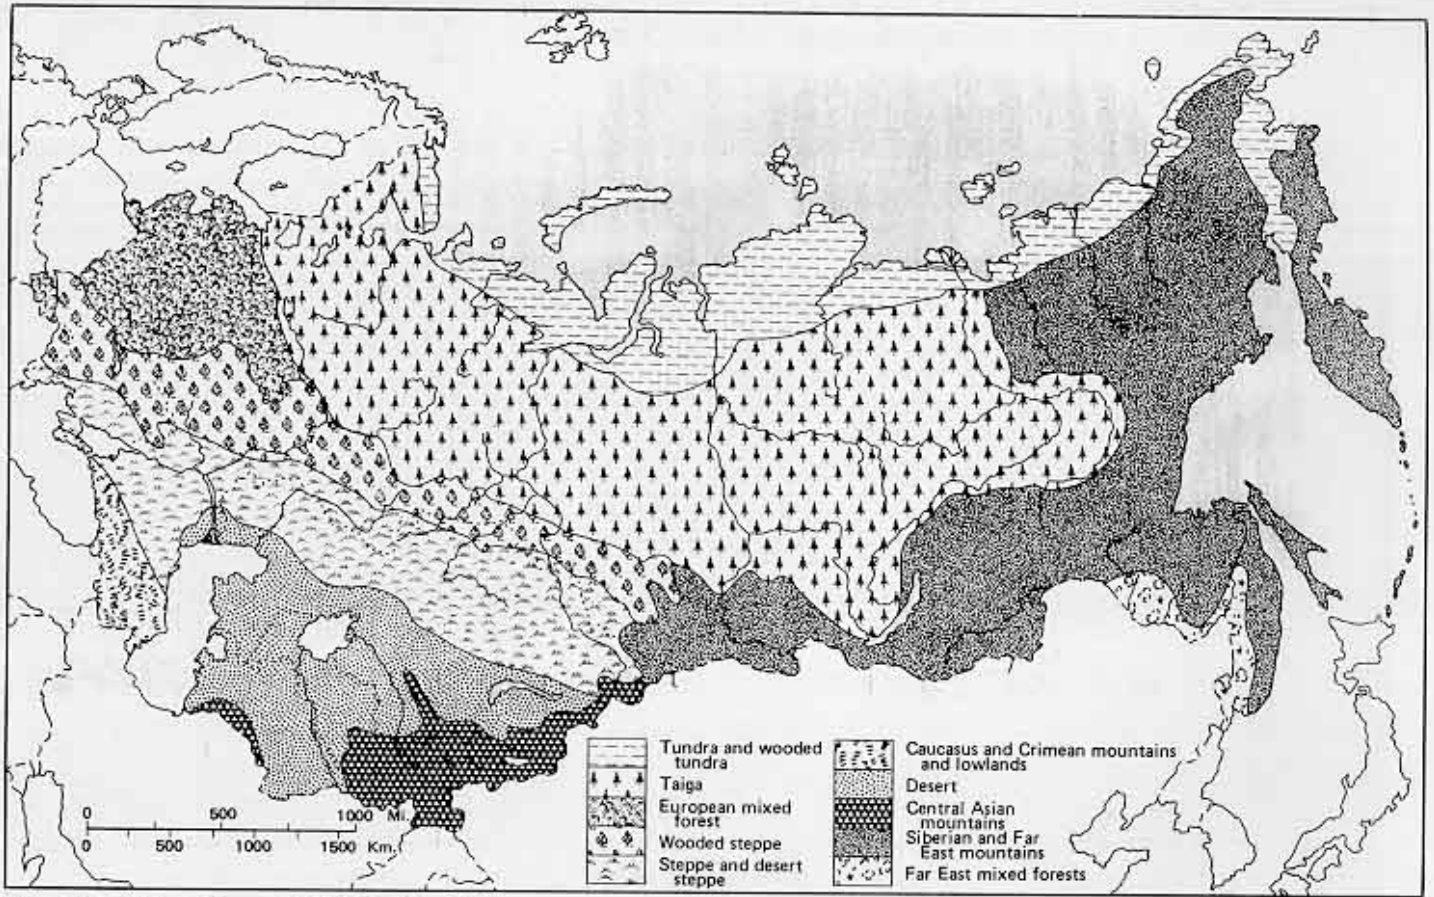 Tundra and wooded
tundra
Taiga
European mixed
forest
Wooded steppe
Steppe and desert
steppe
Caucasus and Crimean mountains
and lowlands
Desert
Central Asian
mountains
Siberian and Far
East mountains
Far East mixed forests
0 500 1000 Mi.
0 500 1000 1500 Km.